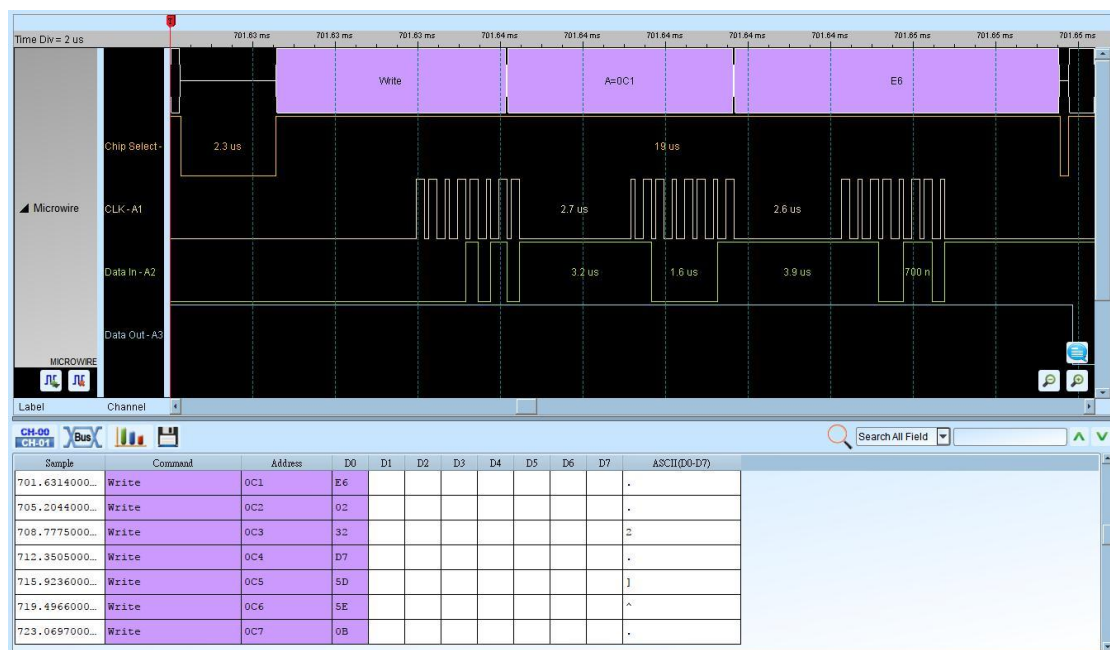 Time Div = 2 us 701.63 ms 701.63 ms 701.63 ms 701.64 ms 701.64 ms 701.64 ms 701.64 ms 701.64 ms 701.65 ms 701.65 ms 701.65 ms
Write A=0C1 E6
Chip Select- 2.3 us 19 us
Microwire CLK - A1 2.7 us 2.6 us
Data In - A2 3.2 us 1.6 us 3.9 us 700 n
Data Out - A3
MICROWIRE
Label Channel
CH-00
CH-01 Bus Search All Field
Sample Command Address D0 D1 D2 D3 D4 D5 D6 D7 ASCII(D0-D7)
701.6314000... Write 0C1 E6 .
705.2044000... Write 0C2 02 .
708.7775000... Write 0C3 32 2
712.3505000... Write 0C4 D7 .
715.9236000... Write 0C5 5D ]
719.4966000... Write 0C6 5E ^
723.0697000... Write 0C7 0B .